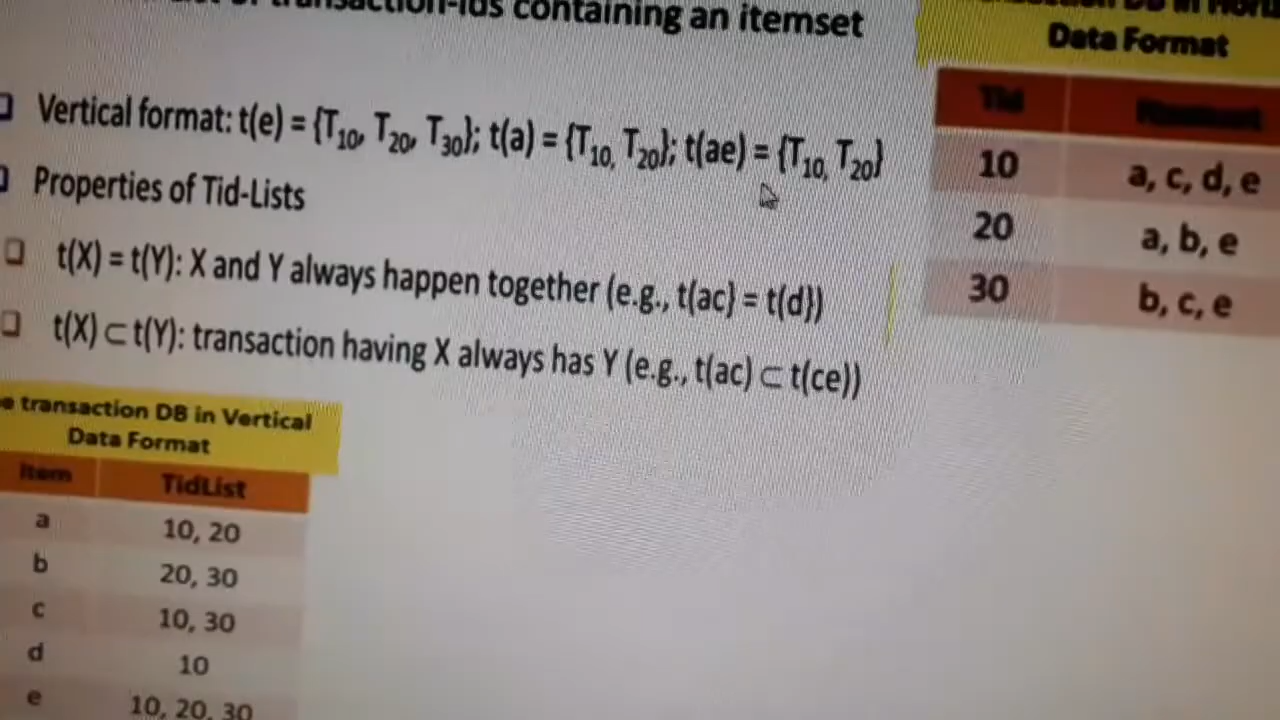 containing an itemset
Vertical format: t(e) = {T10, T20, T30}; t(a) = {T10, T20}; t(ae) = {T10, T20}
Properties of Tid-Lists
t(X) = t(Y): X and Y always happen together (e.g., t(ac} = t(d})
t(X) ⊂ t(Y): transaction having X always has Y (e.g., t(ac) ⊂ t(ce))
Data Format
Tid
10 a, c, d, e
20 a, b, e
30 b, c, e
transaction DB in Vertical
Data Format
Item TidList
a 10, 20
b 20, 30
c 10, 30
d 10
e 10, 20, 30